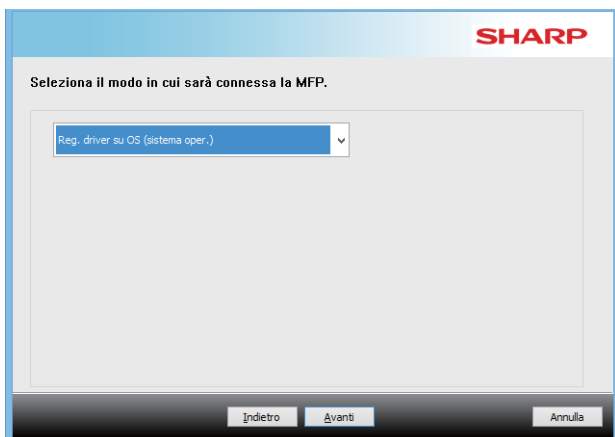 SHARP
Seleziona il modo in cui sarà connessa la MFP.
Reg. driver su OS (sistema oper.)
Indietro
Avanti
Annulla